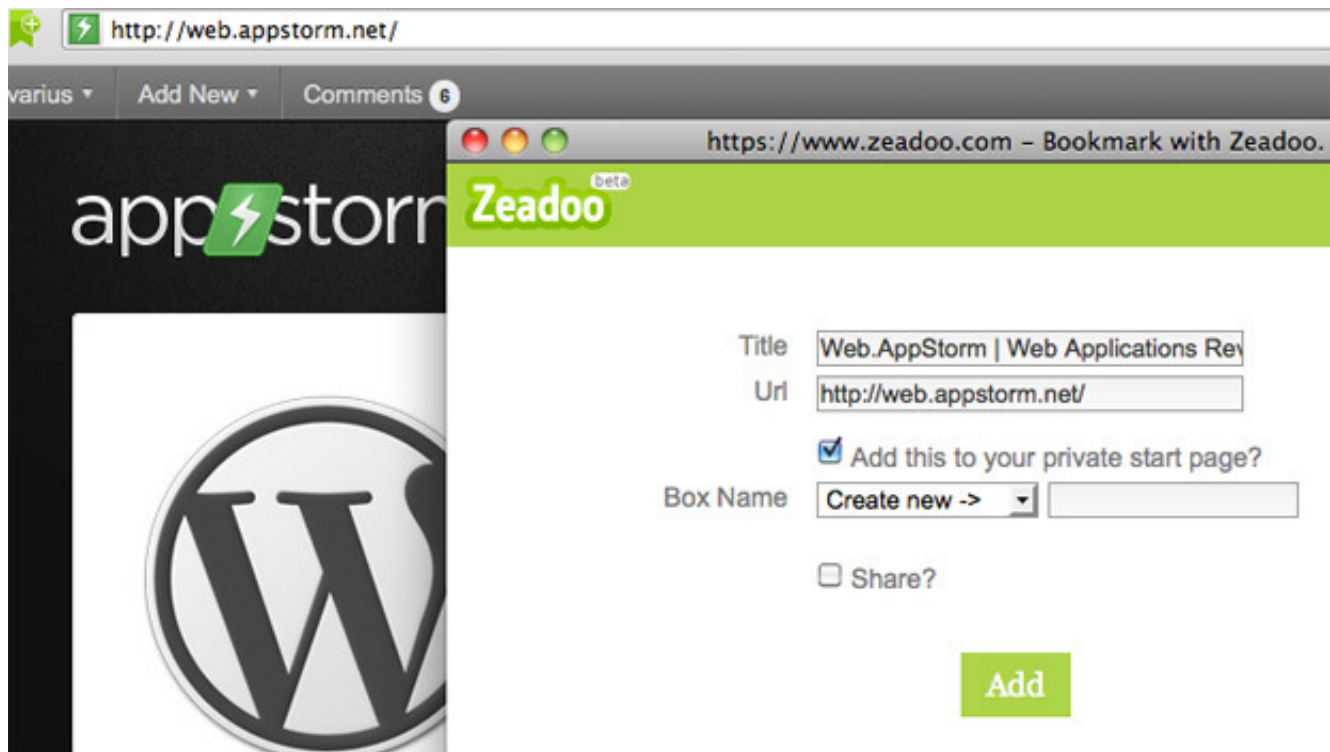 http://web.appstorm.net/
varius Add New Comments 6
https://www.zeadoo.com – Bookmark with Zeadoo.
appstorm
Zeadoo beta
Title Web.AppStorm | Web Applications Rev
Url http://web.appstorm.net/
Add this to your private start page?
Box Name Create new ->
Share?
W
Add